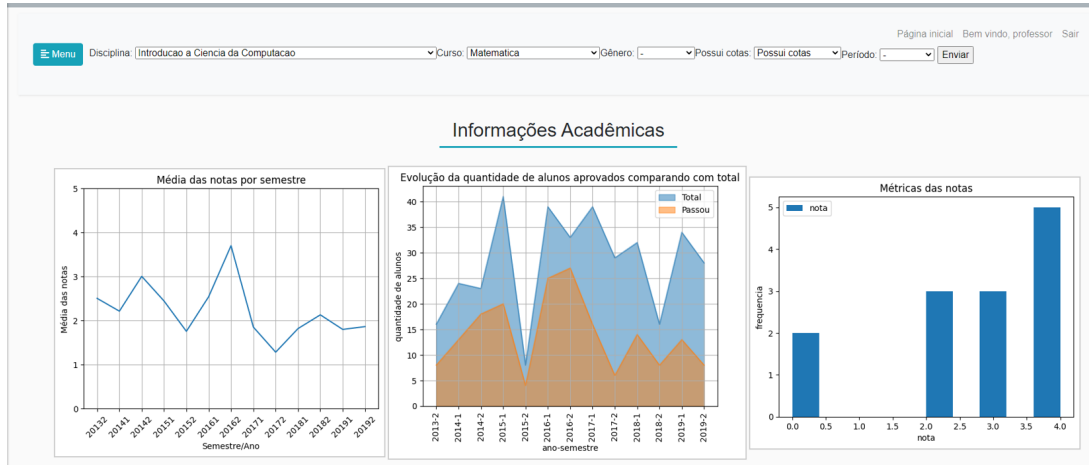 Página inicial Bem vindo, professor Sair
Menu Disciplina: Introducao a Ciencia da Computacao Curso: Matematica Gênero: - Possui cotas: Possui cotas Período: - Enviar
Informações Acadêmicas
Média das notas por semestre
5
4
3
2
1
0
Média das notas
20132 20141 20142 20151 20152 20161 20162 20171 20172 20181 20182 20191 20192
Semestre/Ano
Evolução da quantidade de alunos aprovados comparando com total
Total
Passou
40
35
30
25
20
15
10
5
0
quantidade de alunos
2013-2 2014-1 2014-2 2015-1 2015-2 2016-1 2016-2 2017-1 2017-2 2018-1 2018-2 2019-1 2019-2
ano-semestre
Métricas das notas
nota
5
4
3
2
1
0
frequencia
0.0 0.5 1.0 1.5 2.0 2.5 3.0 3.5 4.0
nota